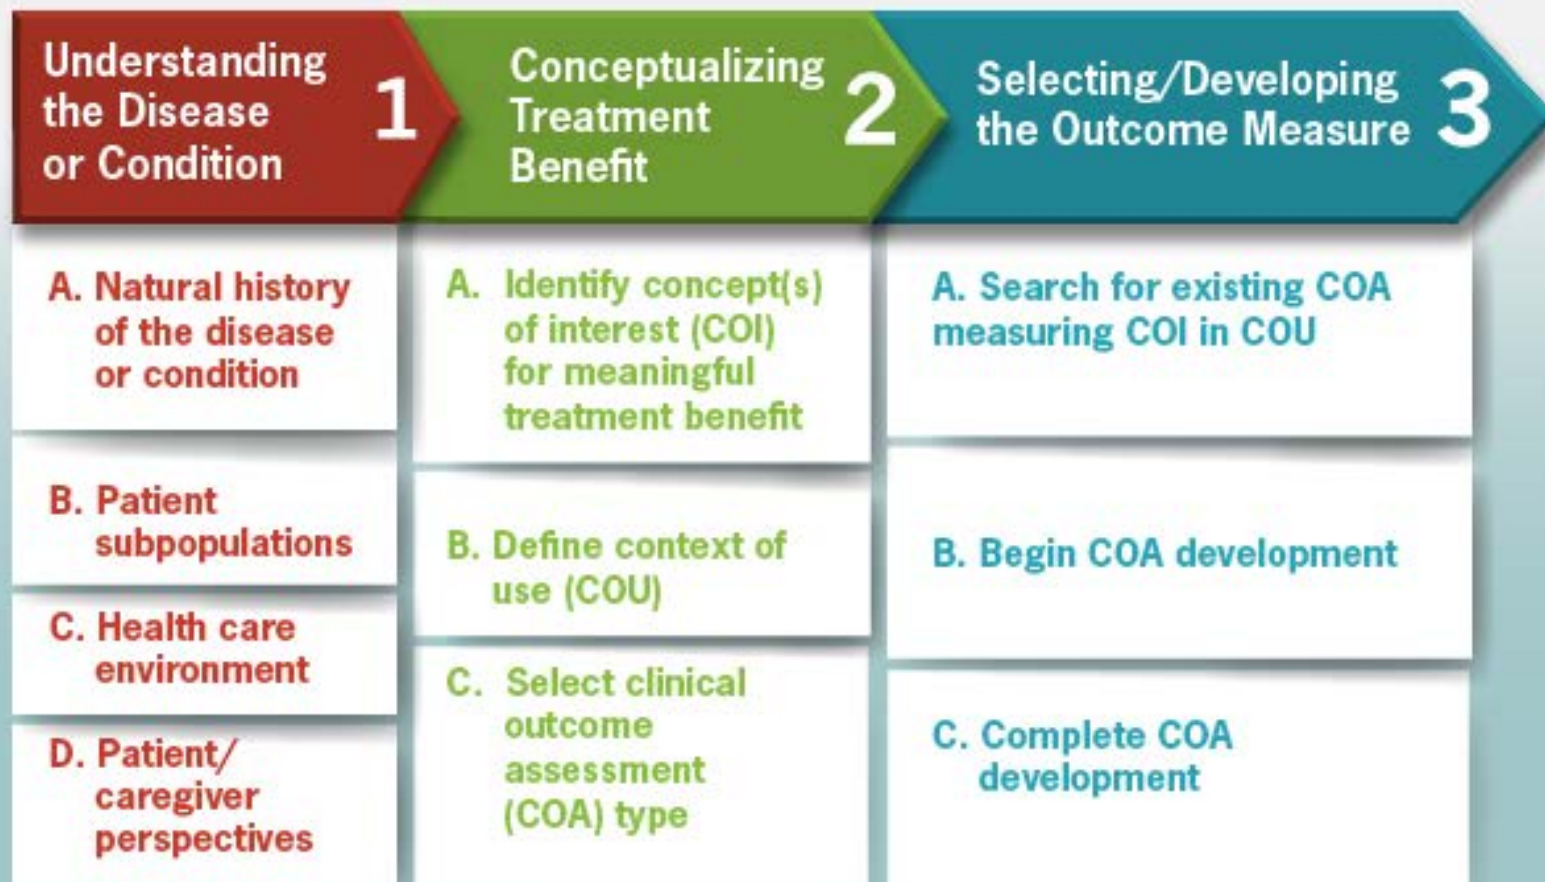 Understanding
the Disease
or Condition
1
Conceptualizing
Treatment
Benefit
2
Selecting/Developing
the Outcome Measure
3
A. Natural history
of the disease
or condition
B. Patient
subpopulations
C. Health care
environment
D. Patient/
caregiver
perspectives
A. Identify concept(s)
of interest (COI)
for meaningful
treatment benefit
B. Define context of
use (COU)
C. Select clinical
outcome
assessment
(COA) type
A. Search for existing COA
measuring COI in COU
B. Begin COA development
C. Complete COA
development